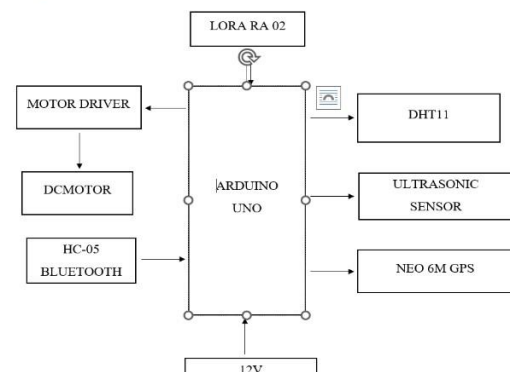 LORA RA 02
MOTOR DRIVER
DHT11
DCMOTOR
ARDUINO
UNO
ULTRASONIC
SENSOR
HC-05
BLUETOOTH
NEO 6M GPS
12V